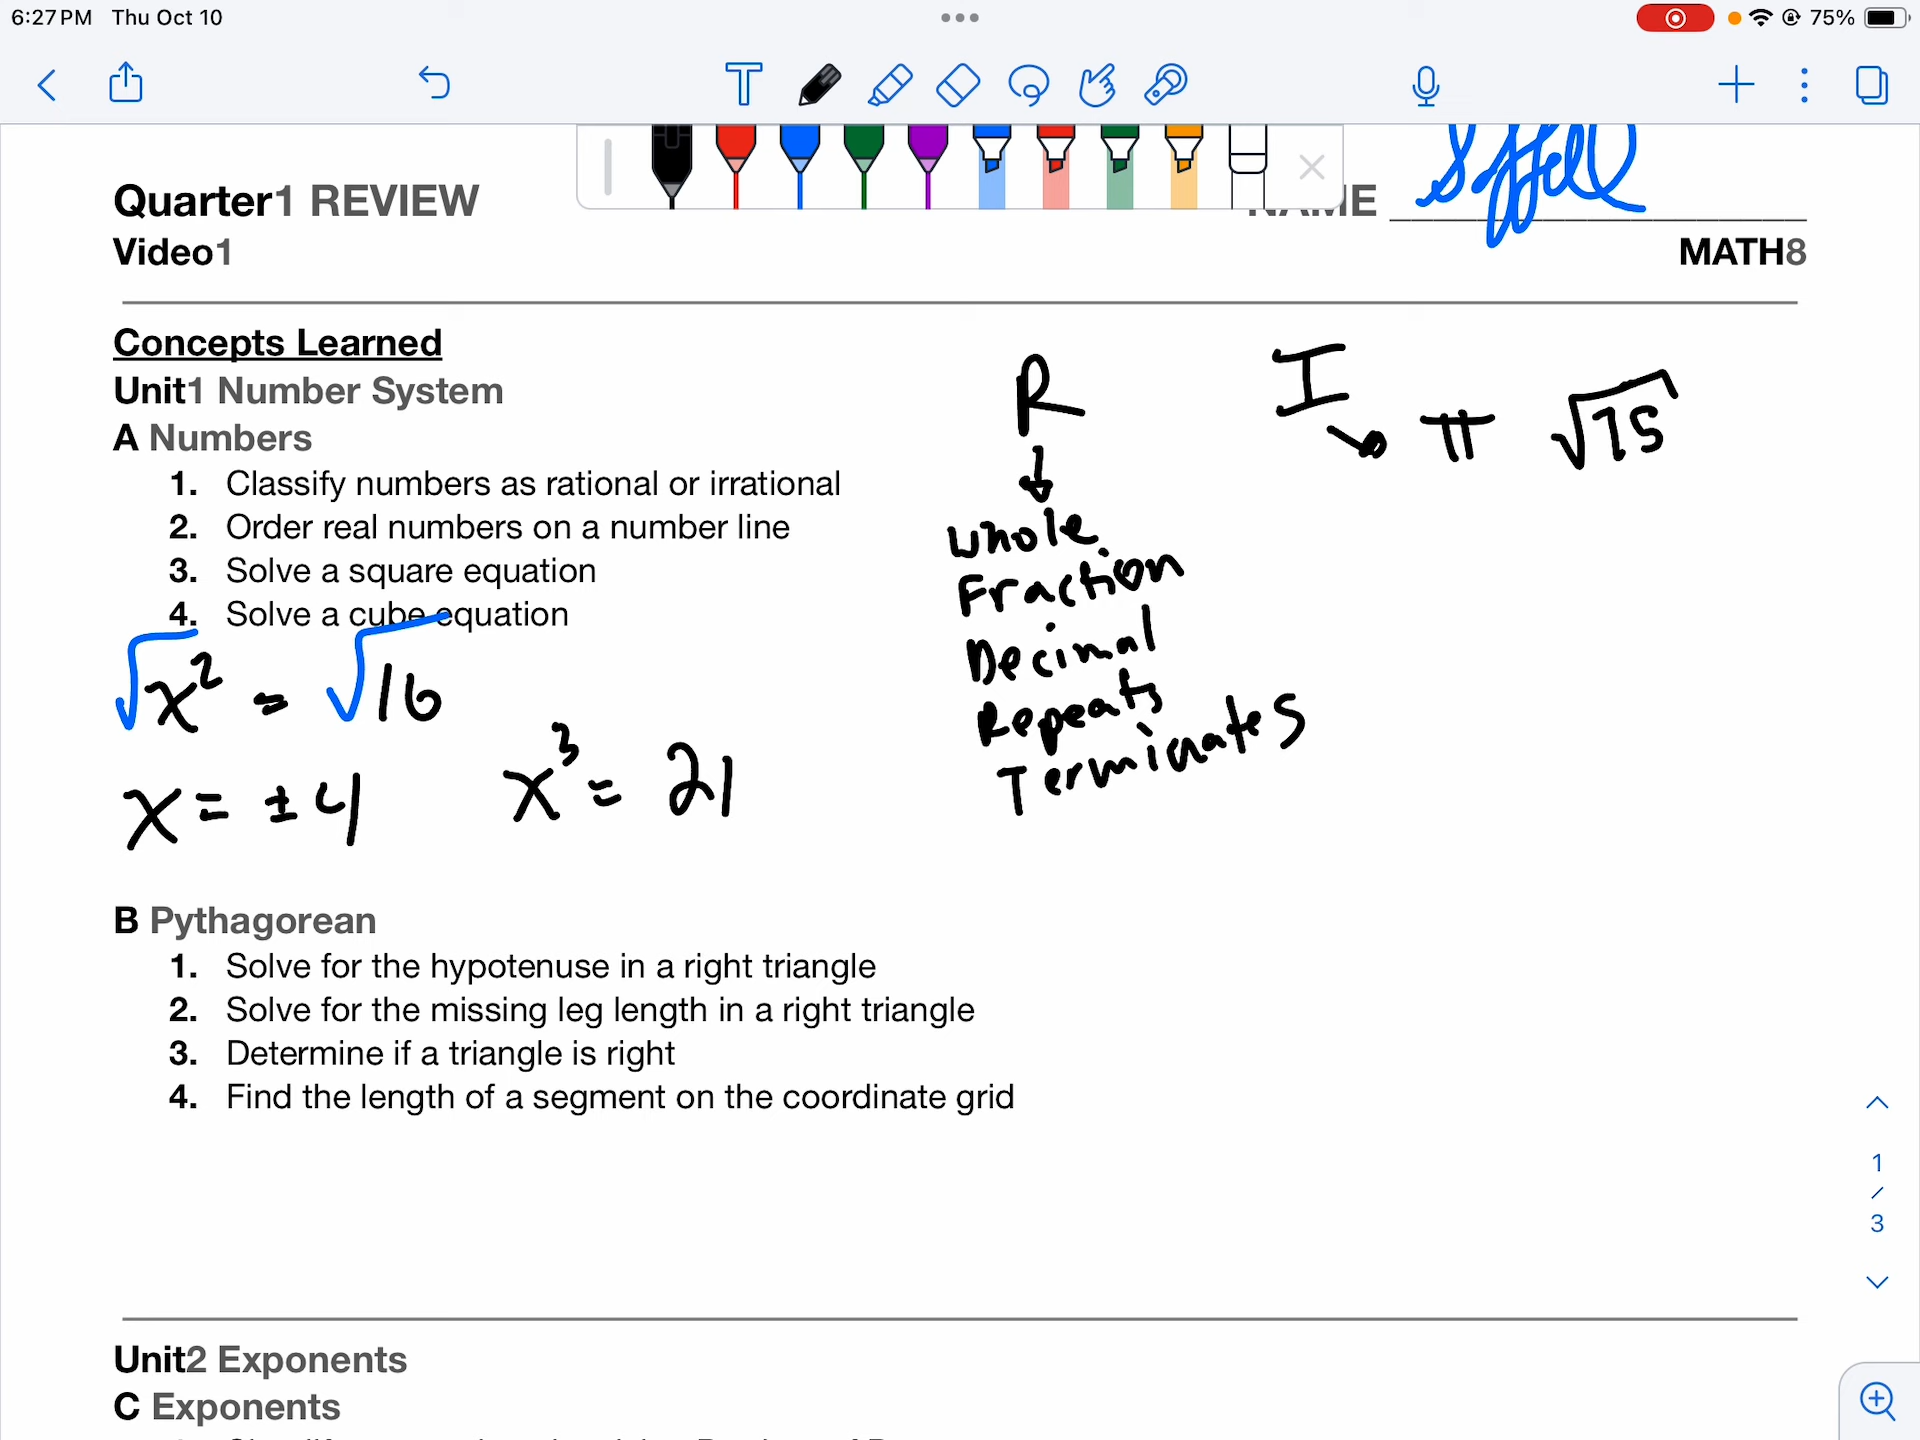 6:27 PM Thu Oct 10
75%
Quarter1 REVIEW
NAME
Video1
MATH8
Concepts Learned
Unit1 Number System
A Numbers
1. Classify numbers as rational or irrational
2. Order real numbers on a number line
3. Solve a square equation
4. Solve a cube equation
√x² = √16
x = ±4
x³ = 21
R
↓
Whole
Fraction
Decimal
Repeats
Terminates
I
→ π √75
B Pythagorean
1. Solve for the hypotenuse in a right triangle
2. Solve for the missing leg length in a right triangle
3. Determine if a triangle is right
4. Find the length of a segment on the coordinate grid
1
/
3
Unit2 Exponents
C Exponents